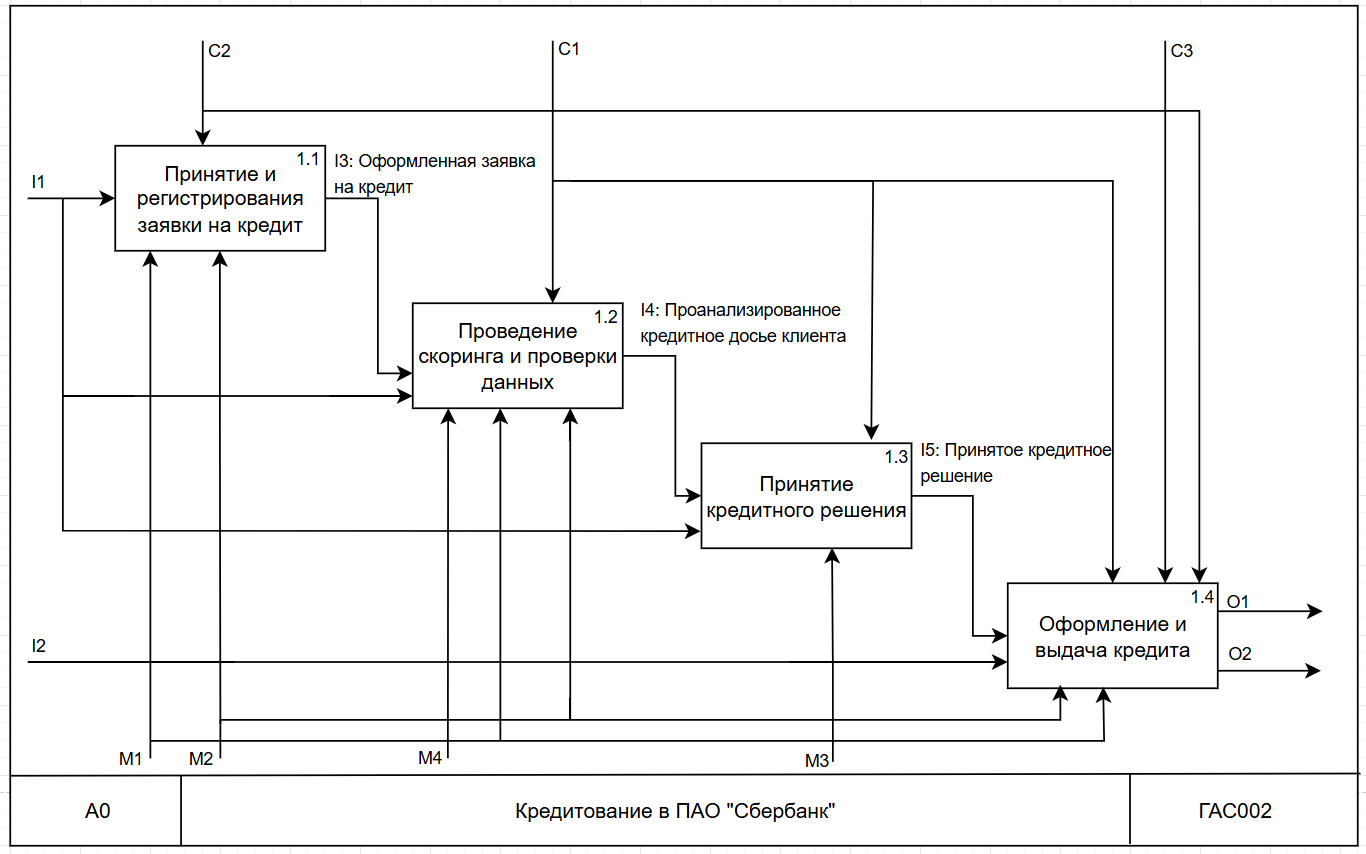 C2
C1
C3
1.1
Принятие и
регистрирования
заявки на кредит
I3: Оформленная заявка
на кредит
I1
1.2
Проведение
скоринга и проверки
данных
I4: Проанализированное
кредитное досье клиента
1.3
Принятие
кредитного решения
I5: Принятое кредитное
решение
1.4
Оформление и
выдача кредита
O1
O2
I2
M1
M2
M4
M3
А0
Кредитование в ПАО "Сбербанк"
ГАС002